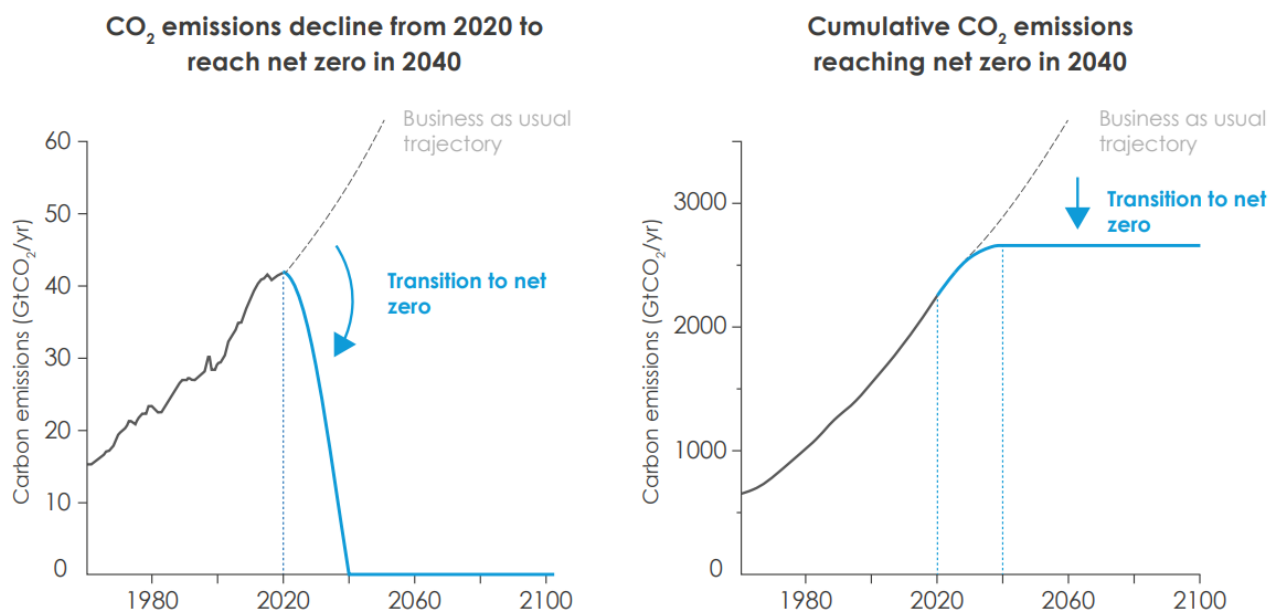 CO₂ emissions decline from 2020 to
reach net zero in 2040
Business as usual
trajectory
Transition to net
zero
Carbon emissions (GtCO₂/yr)
60
50
40
30
20
10
0
1980
2020
2060
2100
Cumulative CO₂ emissions
reaching net zero in 2040
Business as usual
trajectory
Transition to net
zero
Carbon emissions (GtCO₂/yr)
3000
2000
1000
0
1980
2020
2060
2100